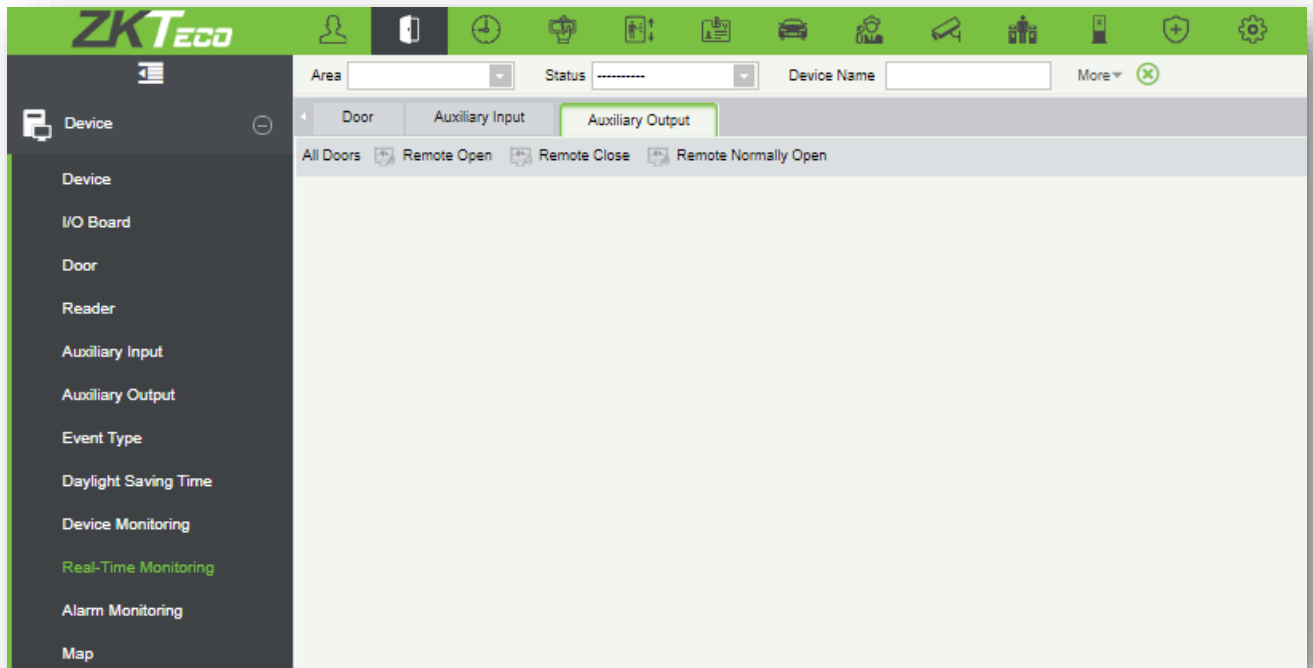 ZKTECO
Area
Status ----------
Device Name
More
Device
Door
Auxiliary Input
Auxiliary Output
All Doors
Remote Open
Remote Close
Remote Normally Open
Device
I/O Board
Door
Reader
Auxiliary Input
Auxiliary Output
Event Type
Daylight Saving Time
Device Monitoring
Real-Time Monitoring
Alarm Monitoring
Map